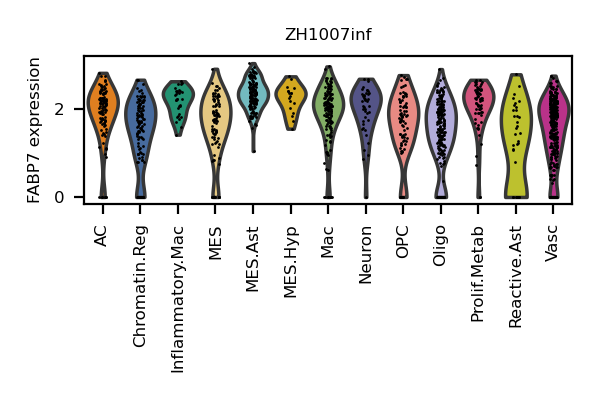 ZH1007inf
FABP7 expression
2
0
AC
Chromatin.Reg
Inflammatory.Mac
MES
MES.Ast
MES.Hyp
Mac
Neuron
OPC
Oligo
Prolif.Metab
Reactive.Ast
Vasc